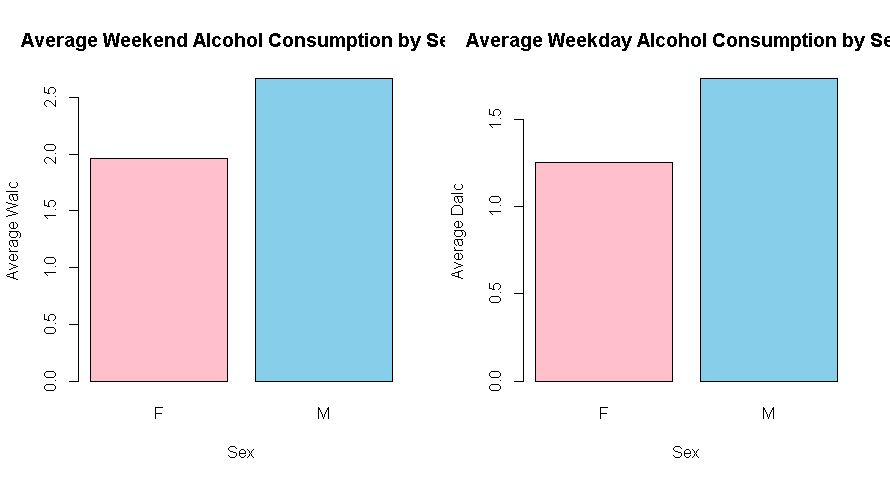 Average Weekend Alcohol Consumption by Se
Average Walc
2.5
2.0
1.5
1.0
0.5
0.0
F
M
Sex
Average Weekday Alcohol Consumption by Se
Average Dalc
1.5
1.0
0.5
0.0
F
M
Sex